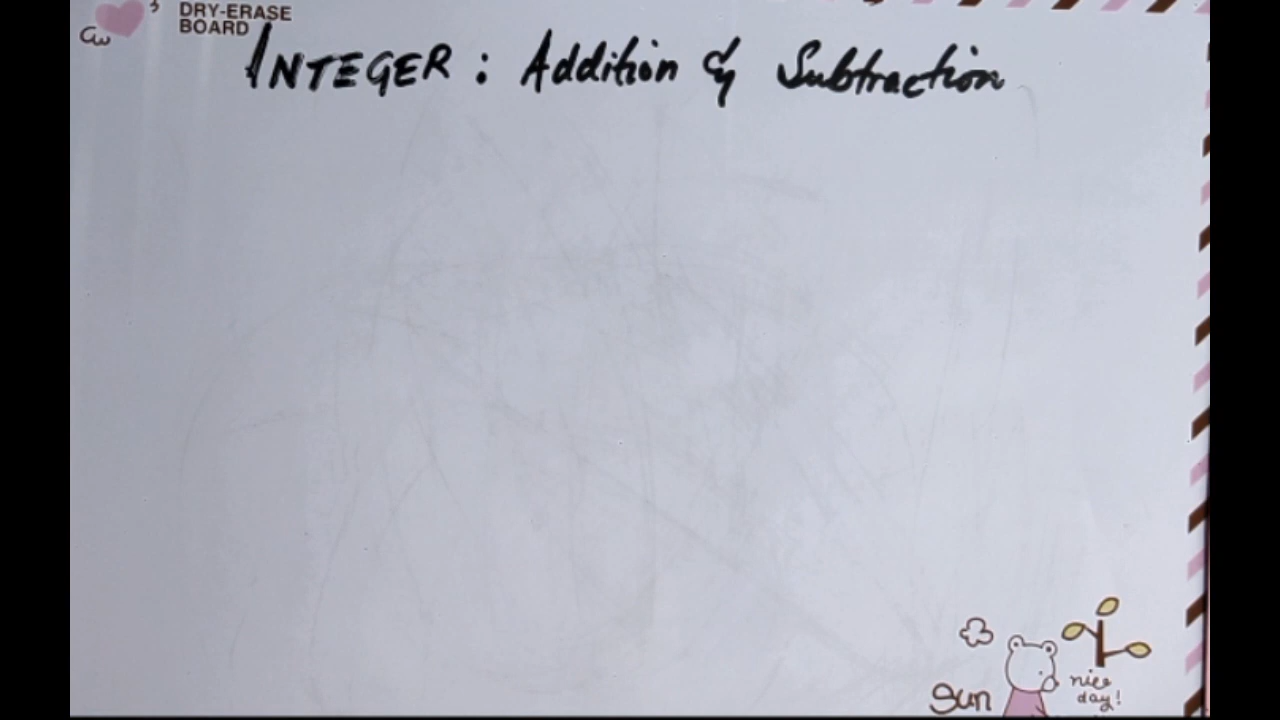 DRY-ERASE
BOARD
INTEGER : Addition & Subtraction
Sun
nice
day!